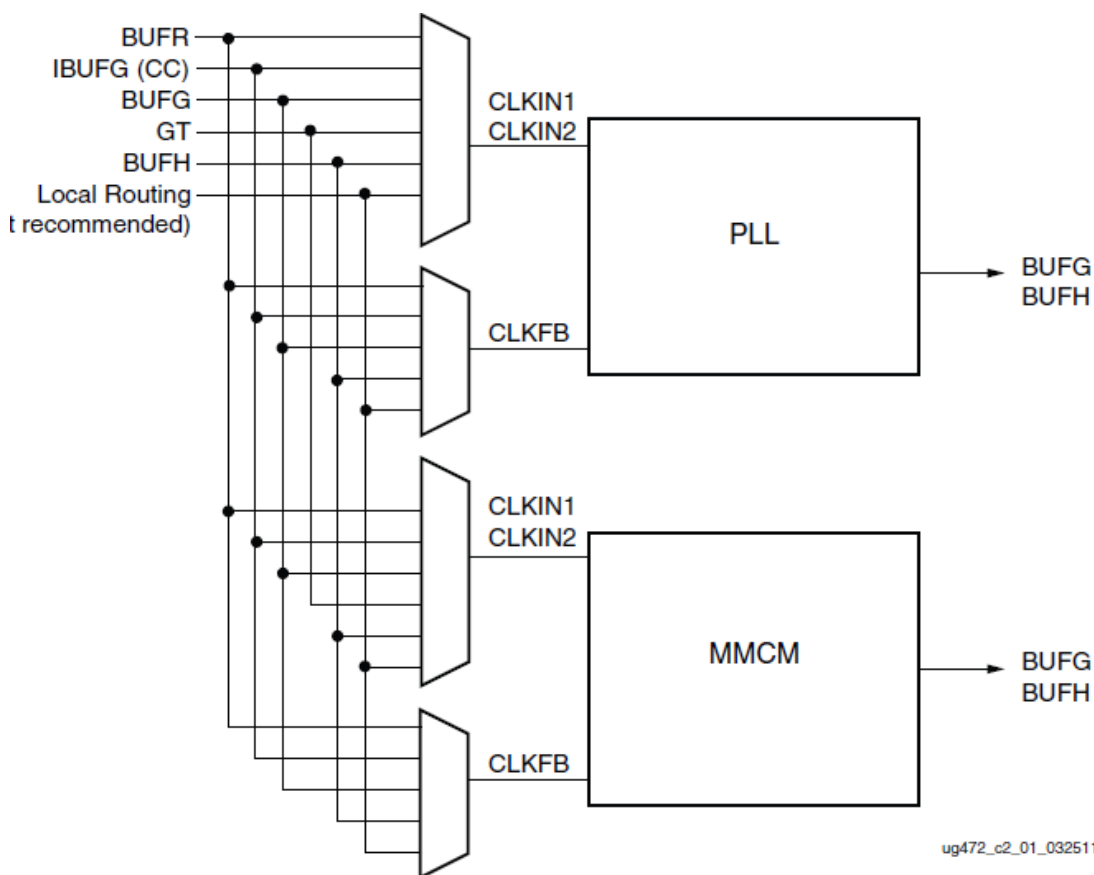 BUFR
IBUFG (CC)
BUFG
GT
BUFH
Local Routing
t recommended)
CLKIN1
CLKIN2
PLL
BUFG
BUFH
CLKFB
CLKIN1
CLKIN2
MMCM
BUFG
BUFH
CLKFB
ug472_c2_01_032511